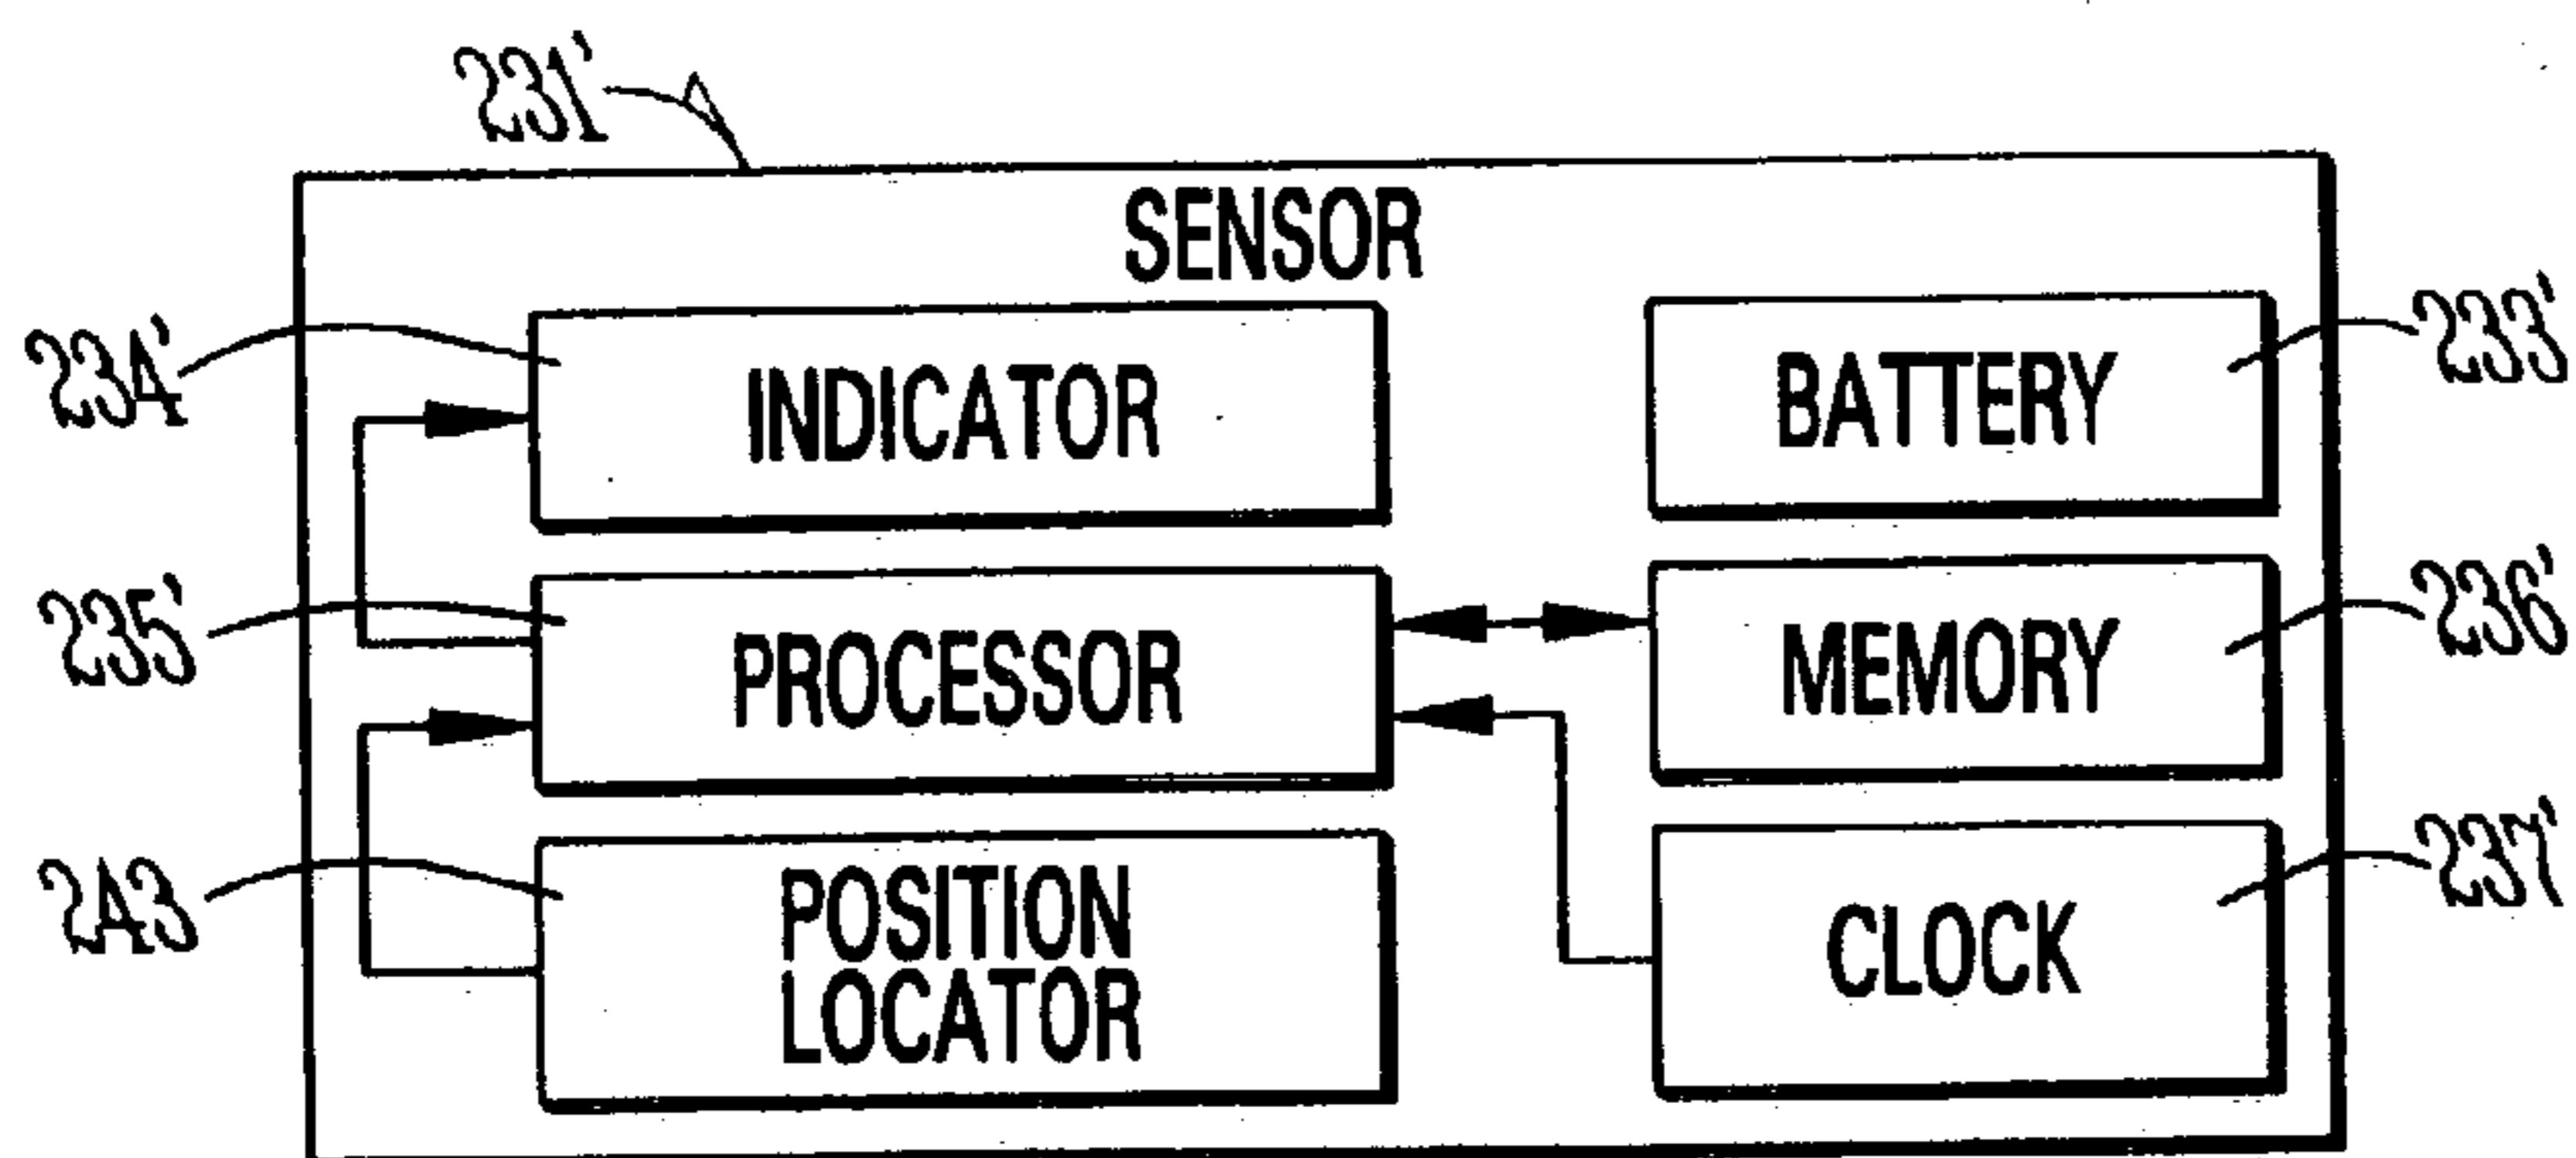 231'
SENSOR
234'
INDICATOR
BATTERY
233'
235'
PROCESSOR
MEMORY
236'
243
POSITION
LOCATOR
CLOCK
237'